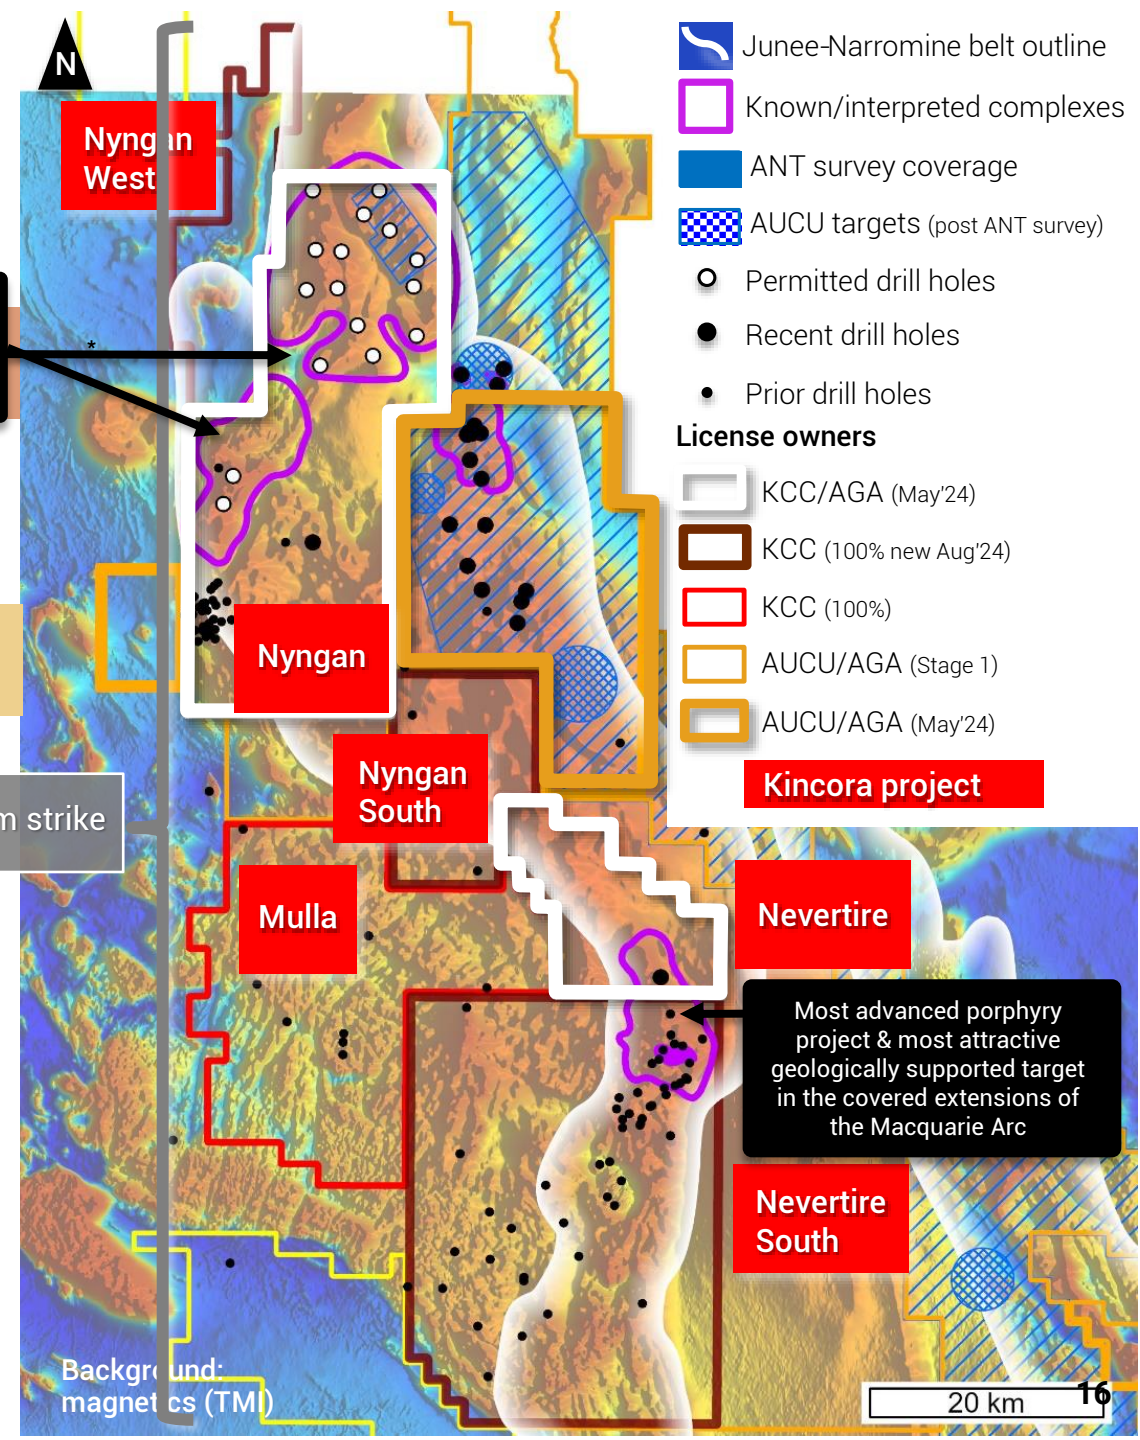 N
Junee-Narromine belt outline
Known/interpreted complexes
ANT survey coverage
AUCU targets (post ANT survey)
Permitted drill holes
Recent drill holes
Prior drill holes
License owners
KCC/AGA (May'24)
KCC (100% new Aug'24)
KCC (100%)
AUCU/AGA (Stage 1)
AUCU/AGA (May'24)
Kincora project
Nyngan
West
*
Nyngan
Nyngan
South
m strike
Mulla
Nevertire
Most advanced porphyry
project & most attractive
geologically supported target
in the covered extensions of
the Macquarie Arc
Nevertire
South
Background:
magnetics (TMI)
20 km
16